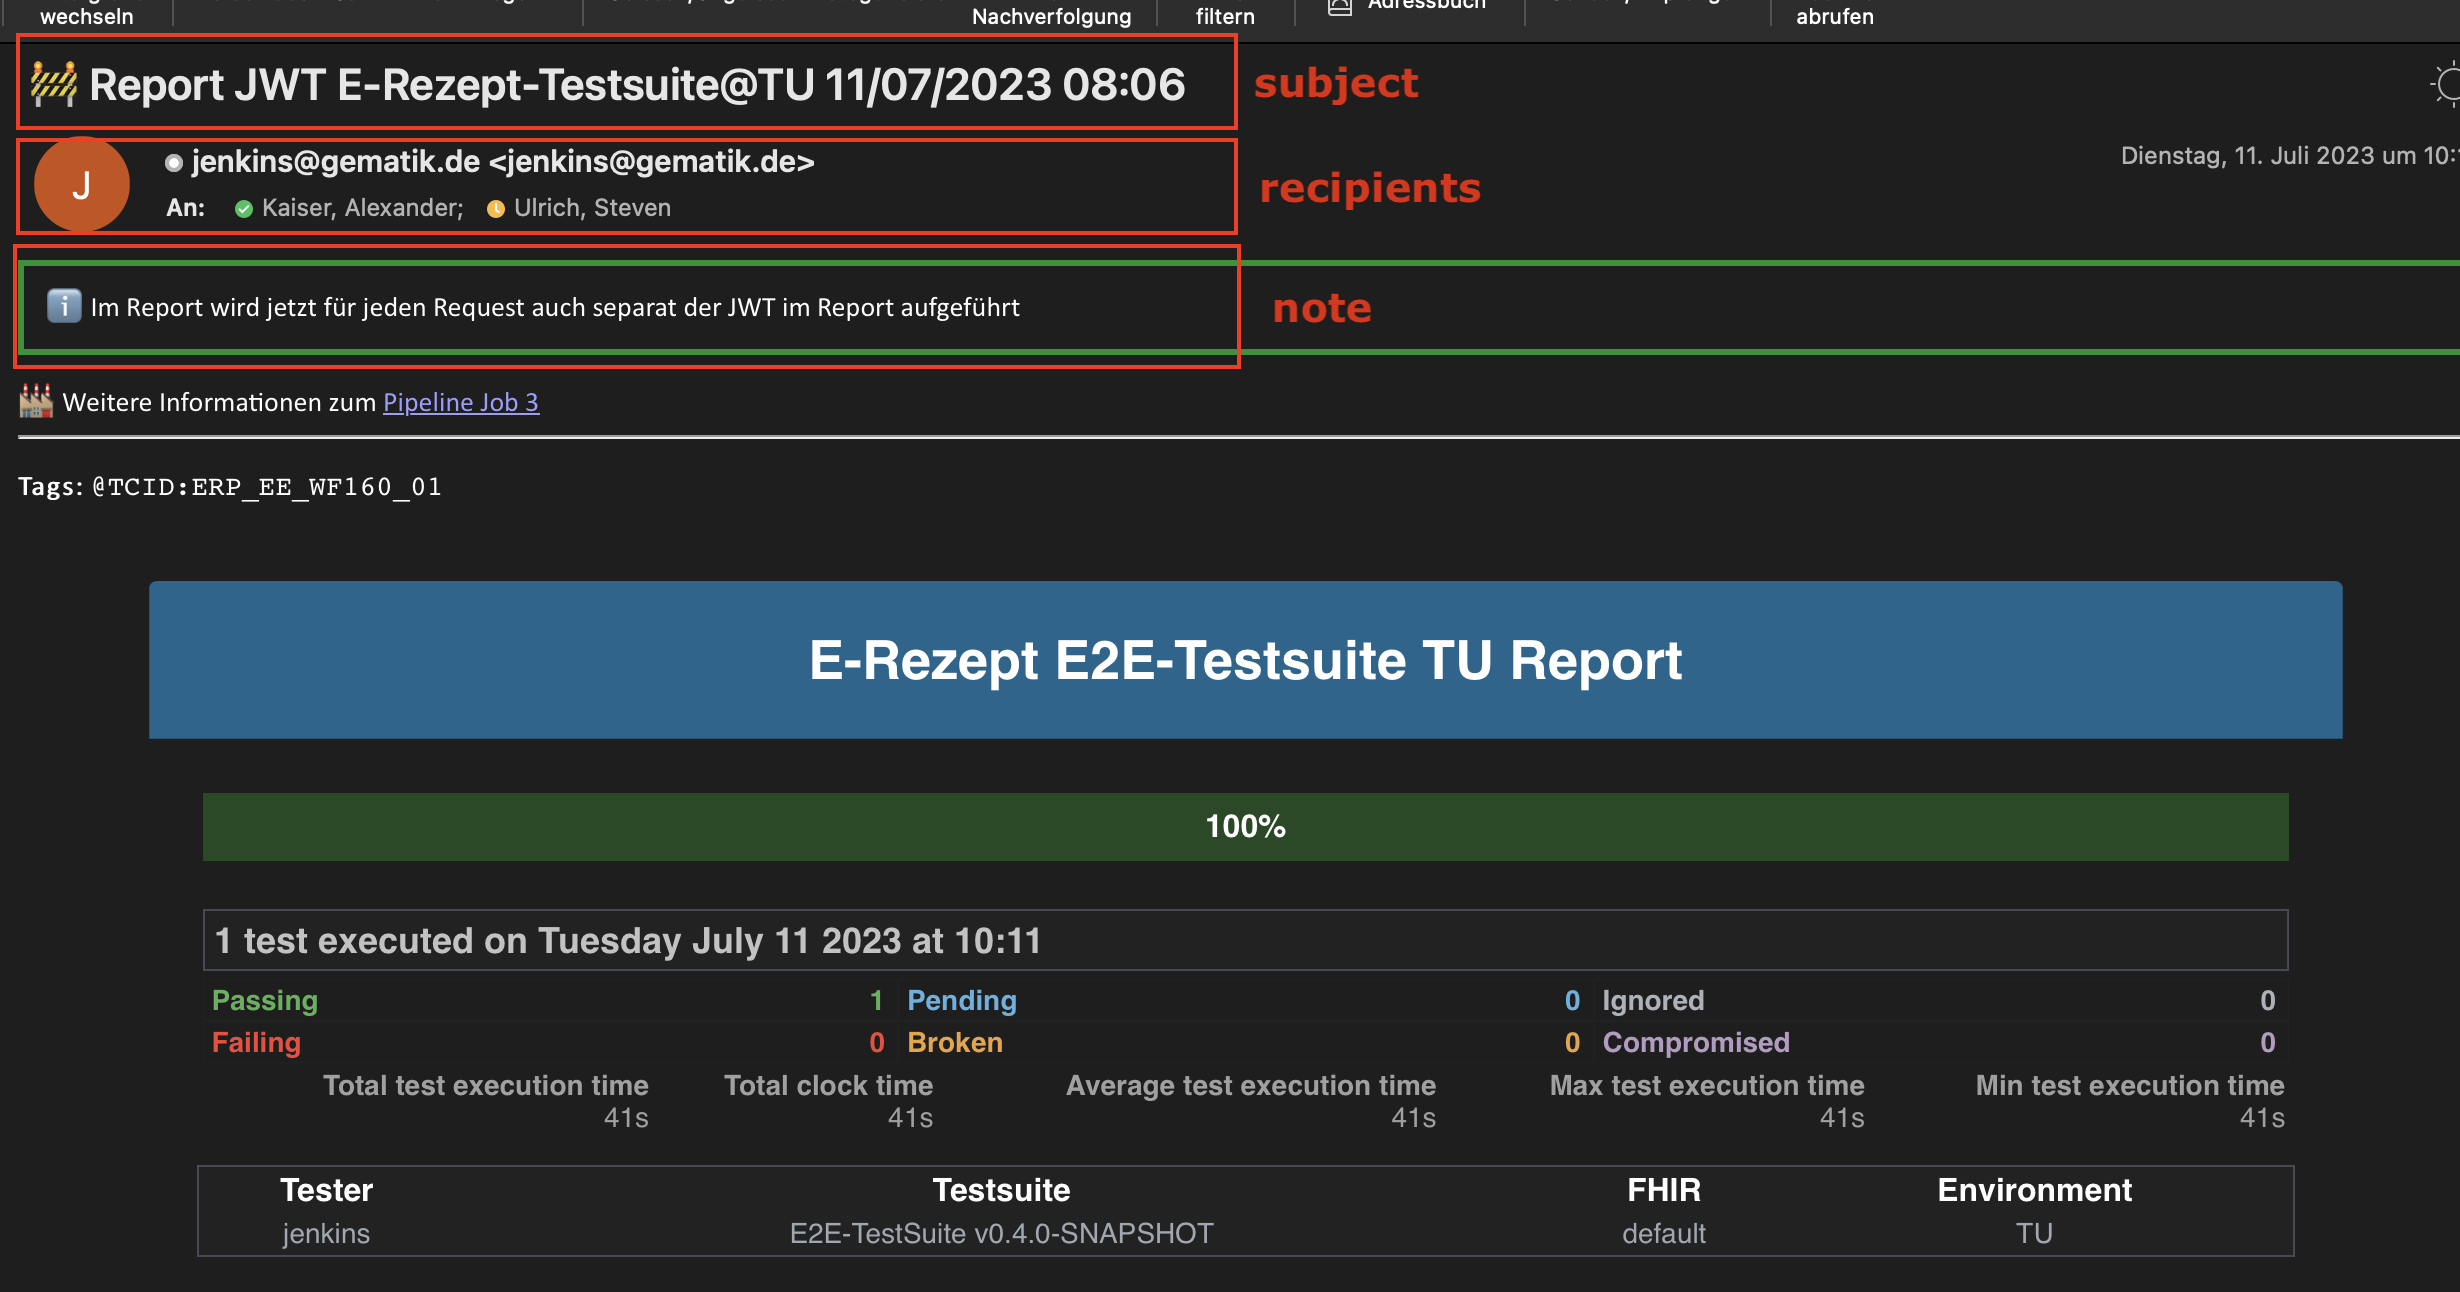 wechseln
Nachverfolgung
filtern
Adressbuch
abrufen
Report JWT E-Rezept-Testsuite@TU 11/07/2023 08:06
subject
J
jenkins@gematik.de <jenkins@gematik.de>
Dienstag, 11. Juli 2023 um 10:
An: Kaiser, Alexander; Ulrich, Steven
recipients
Im Report wird jetzt für jeden Request auch separat der JWT im Report aufgeführt
note
Weitere Informationen zum Pipeline Job 3
Tags: @TCID:ERP_EE_WF160_01
E-Rezept E2E-Testsuite TU Report
100%
1 test executed on Tuesday July 11 2023 at 10:11
Passing 1 Pending 0 Ignored 0
Failing 0 Broken 0 Compromised 0
Total test execution time Total clock time Average test execution time Max test execution time Min test execution time
41s 41s 41s 41s 41s
Tester Testsuite FHIR Environment
jenkins E2E-TestSuite v0.4.0-SNAPSHOT default TU